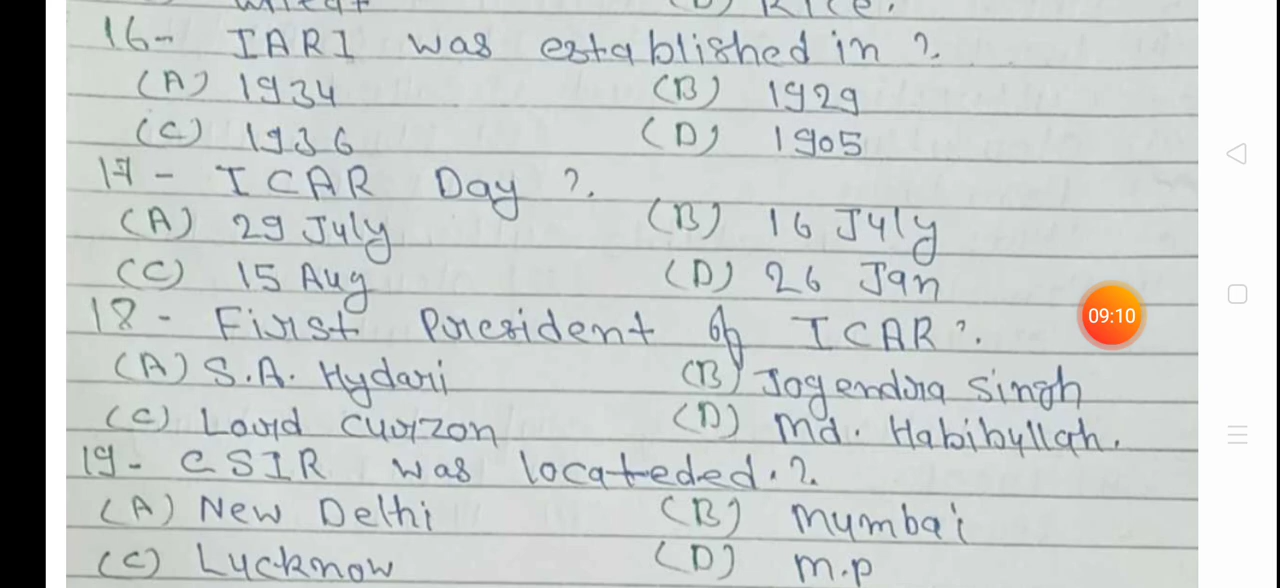 (D) Rice.
16- IARI was established in ?
(A) 1934 (B) 1929
(C) 1936 (D) 1905
17- ICAR Day ?
(A) 29 July (B) 16 July
(C) 15 Aug (D) 26 Jan
18- First President of ICAR?
(A) S.A. Hydari (B) Jogendra Singh
(C) Lord Curzon (D) Md. Habibullah.
19- CSIR was locateded.?
(A) New Delhi (B) Mumbai
(C) Lucknow (D) M.P
09:10